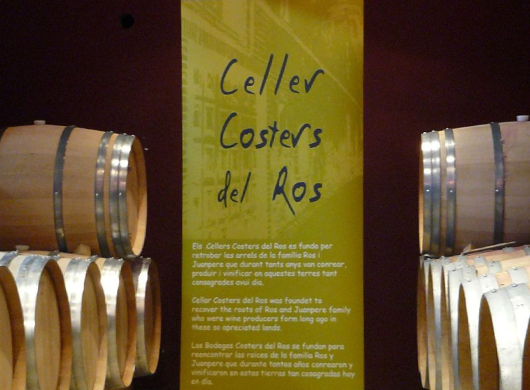 Celler
Costers
del Ros
Els Cellers Costers del Ros es funda per
retrobar les arrels de la família Ros i
Juanpere que durant tants anys van conrear,
produir i vinificar en aquestes terres tant
consagrades avui dia.
Cellar Costers del Ros was foundet to
recover the roots of Ros and Juanpere family
who were wine producers form long ago in
these so apreciated lands.
Las Bodegas Costers del Ros se fundan para
reencontrar las raices de la familia Ros y
Juanpere que durante tantos años conrearon y
vinificaron en estas tierras tan consagradas hoy
en día.